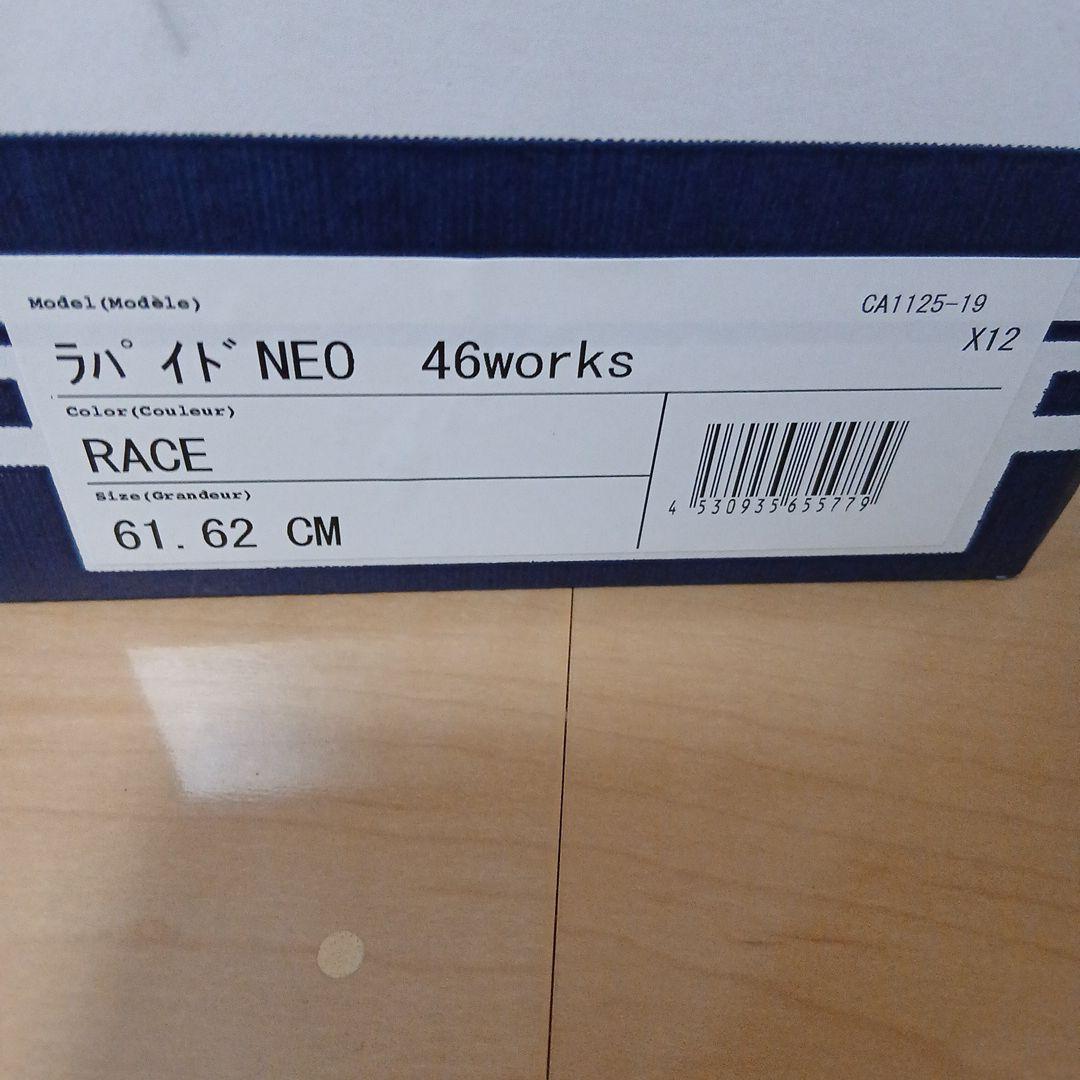 Model(Modèle)
CA1125-19
ﾗﾊﾟｲﾄﾞNEO 46works
X12
Color(Couleur)
RACE
Size(Grandeur)
61.62 CM
4 530935 655779